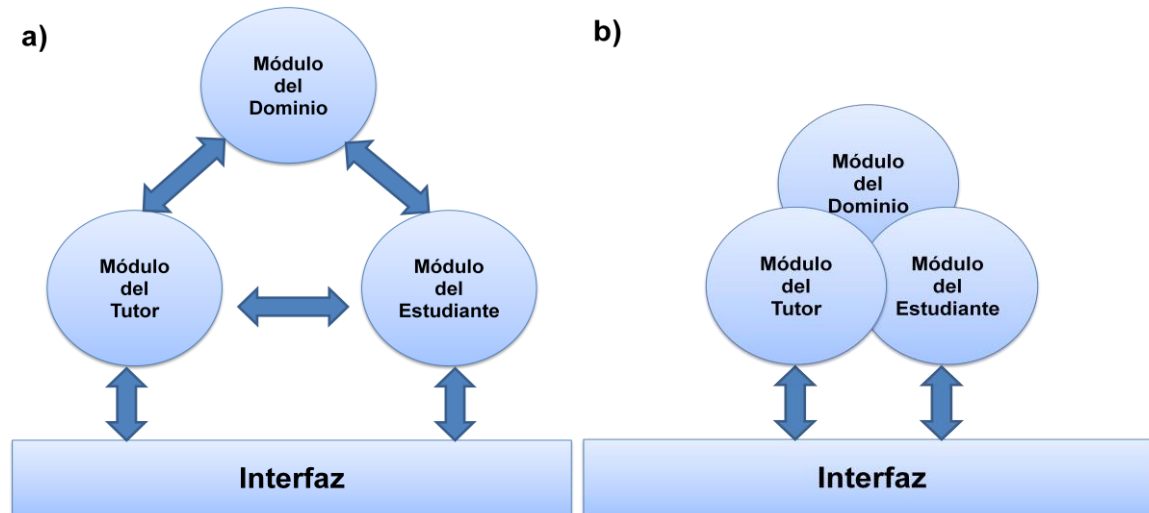 a)
Módulo
del
Dominio
Módulo
del
Tutor
Módulo
del
Estudiante
Interfaz
b)
Módulo
del
Dominio
Módulo
del
Tutor
Módulo
del
Estudiante
Interfaz